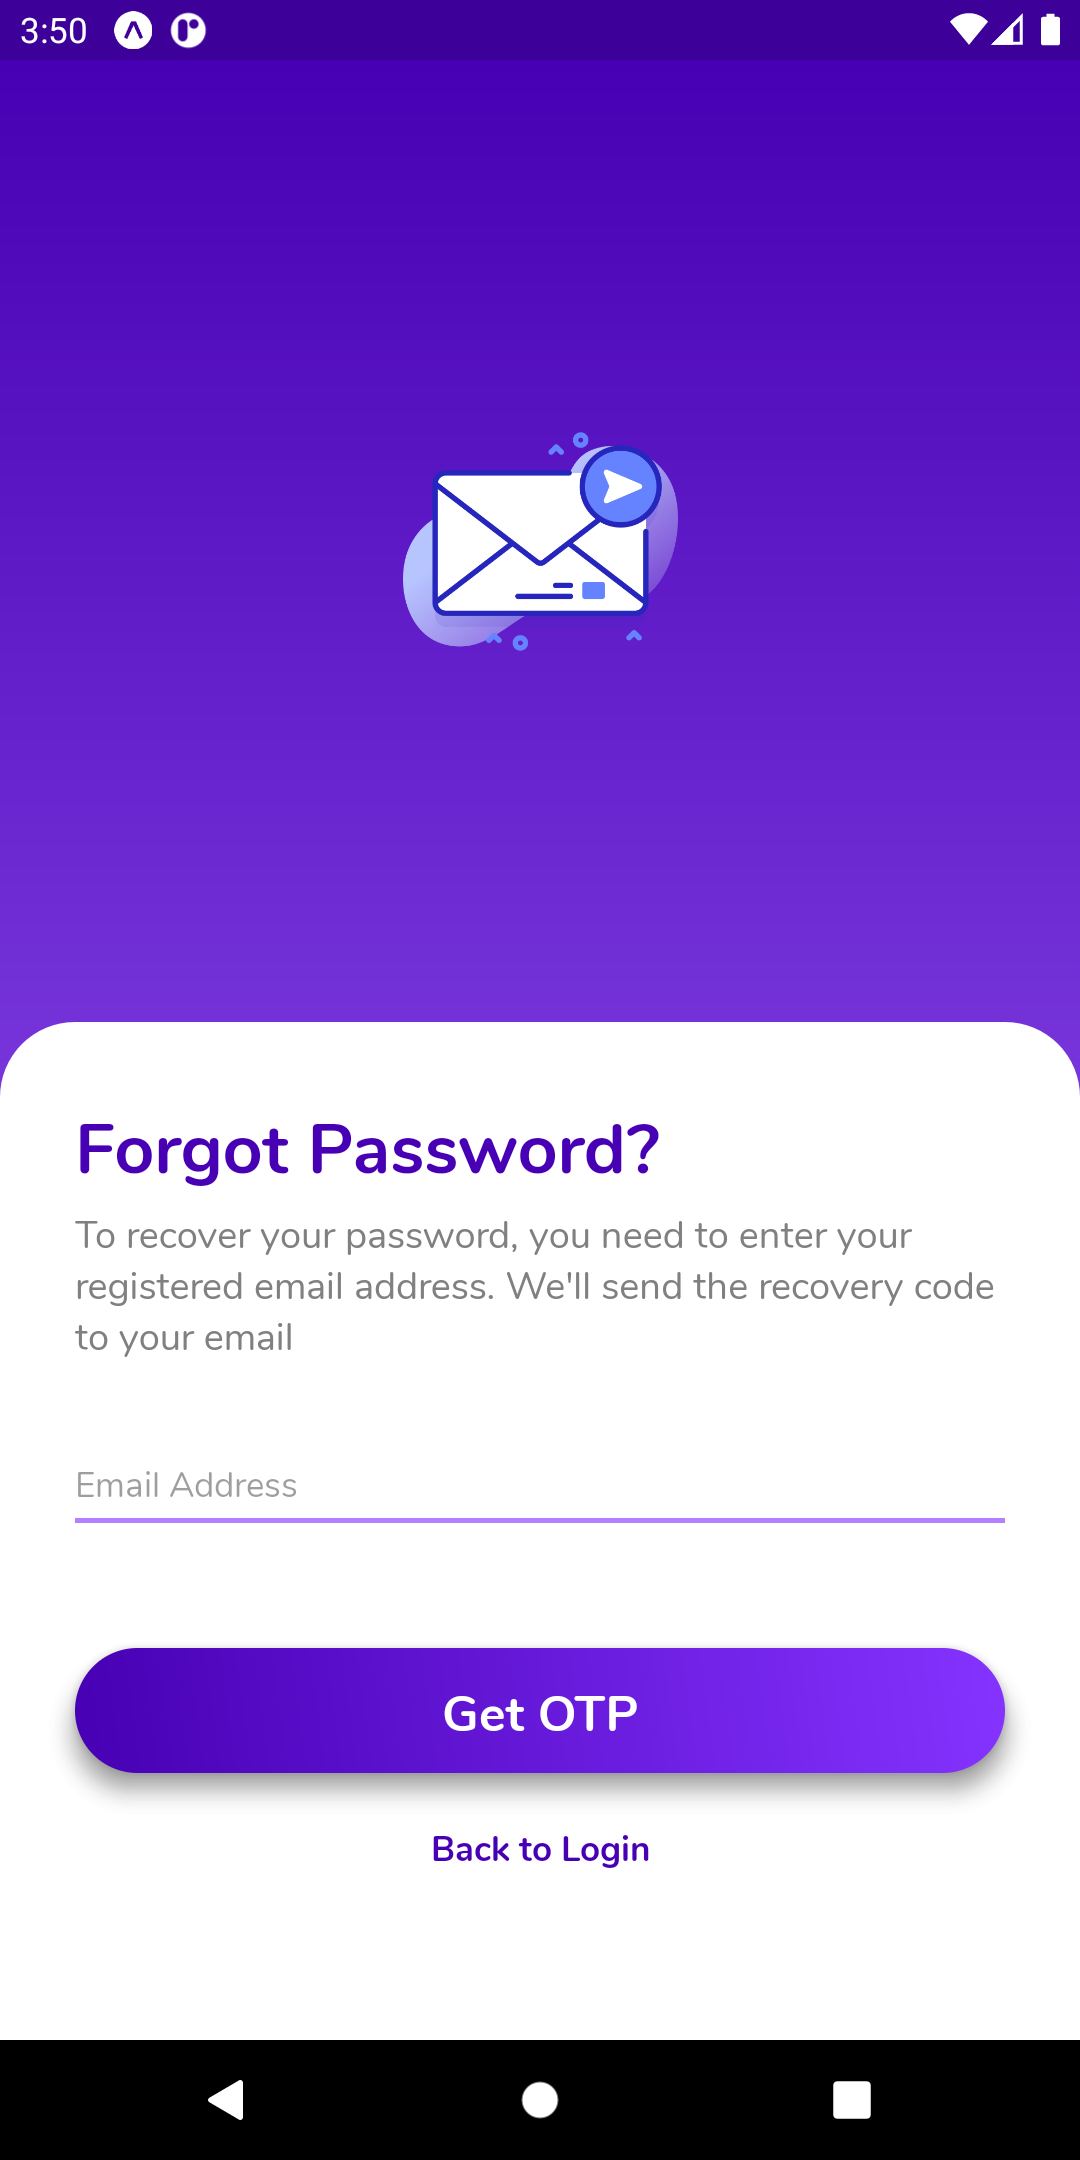 3:50
Forgot Password?
To recover your password, you need to enter your
registered email address. We'll send the recovery code
to your email
Email Address
Get OTP
Back to Login